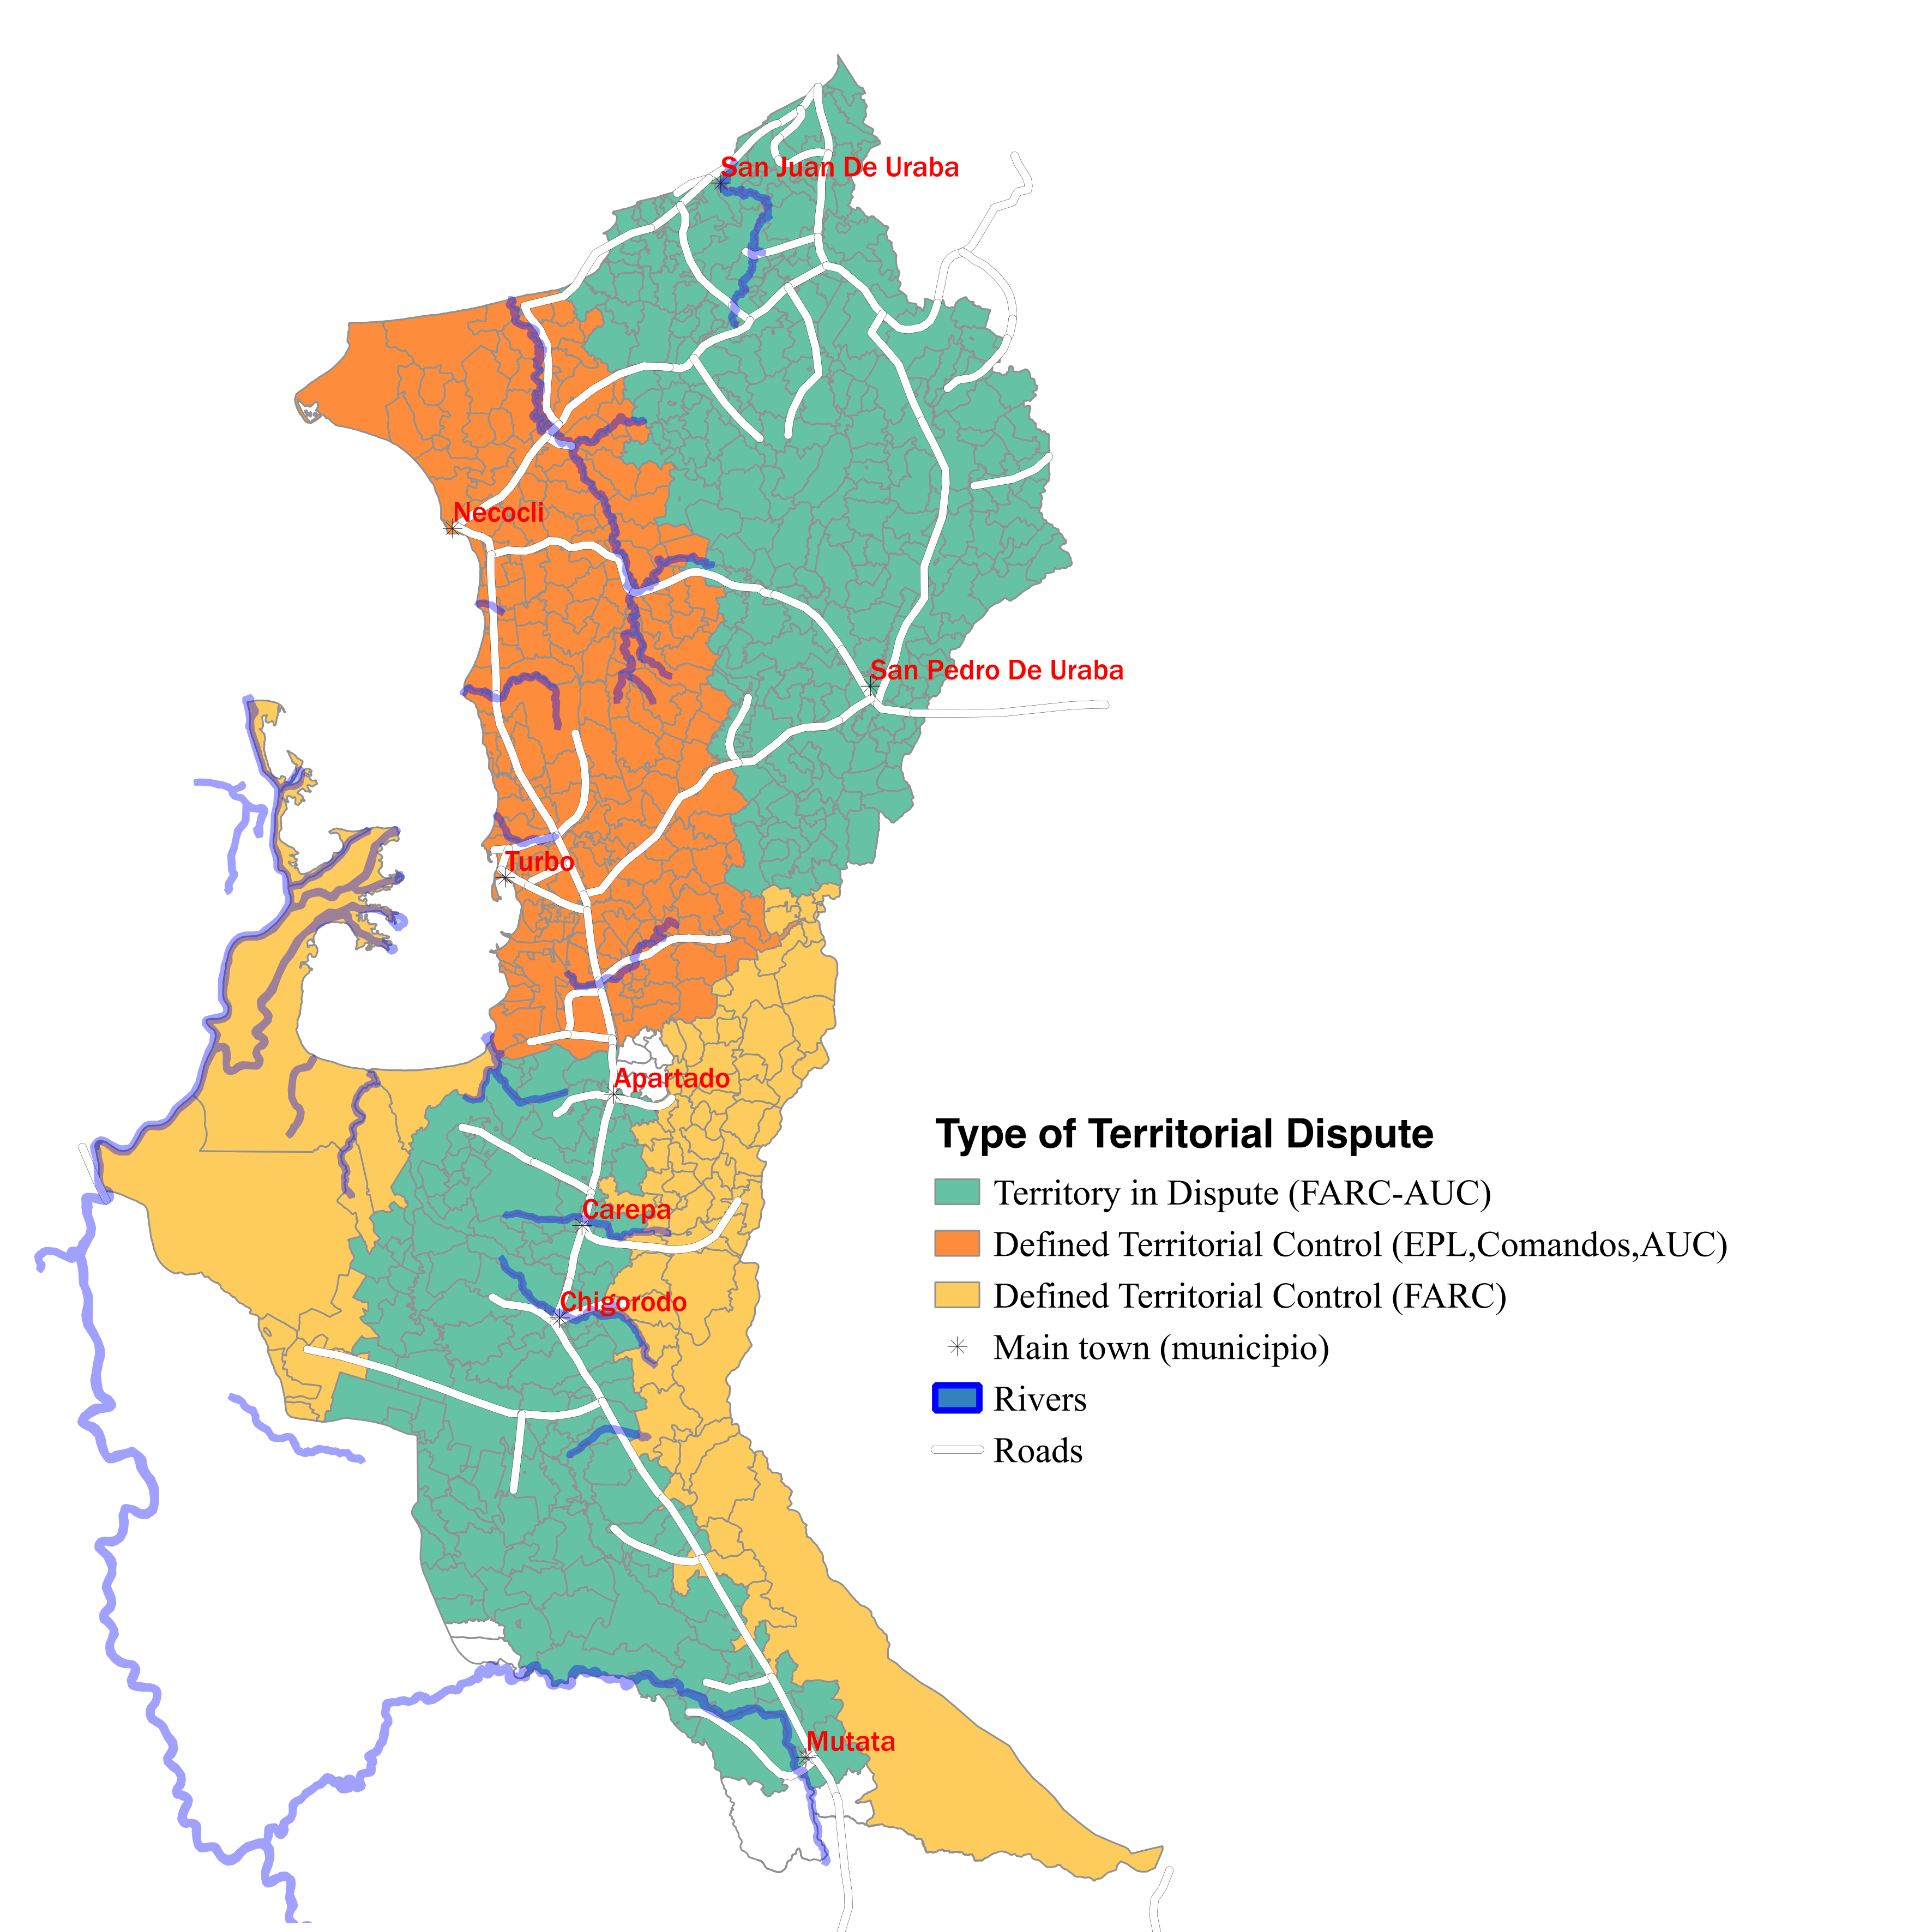 San Juan De Uraba
Necocli
San Pedro De Uraba
Turbo
Apartado
Type of Territorial Dispute
Territory in Dispute (FARC-AUC)
Carepa
Defined Territorial Control (EPL,Comandos,AUC)
Chigorodo
Defined Territorial Control (FARC)
Main town (municipio)
Rivers
Roads
Mutata